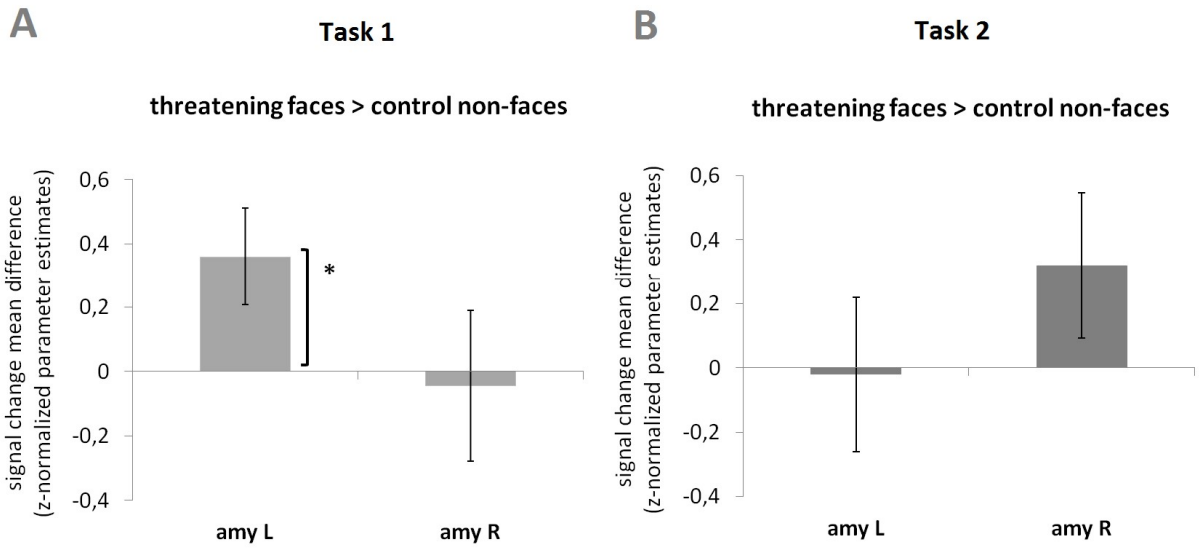 A
Task 1
threatening faces > control non-faces
signal change mean difference
(z-normalized parameter estimates)
0,6
0,4
0,2
0
-0,2
-0,4
*
amy L
amy R
B
Task 2
threatening faces > control non-faces
signal change mean difference
(z-normalized parameter estimates)
0,6
0,4
0,2
0
-0,2
-0,4
amy L
amy R